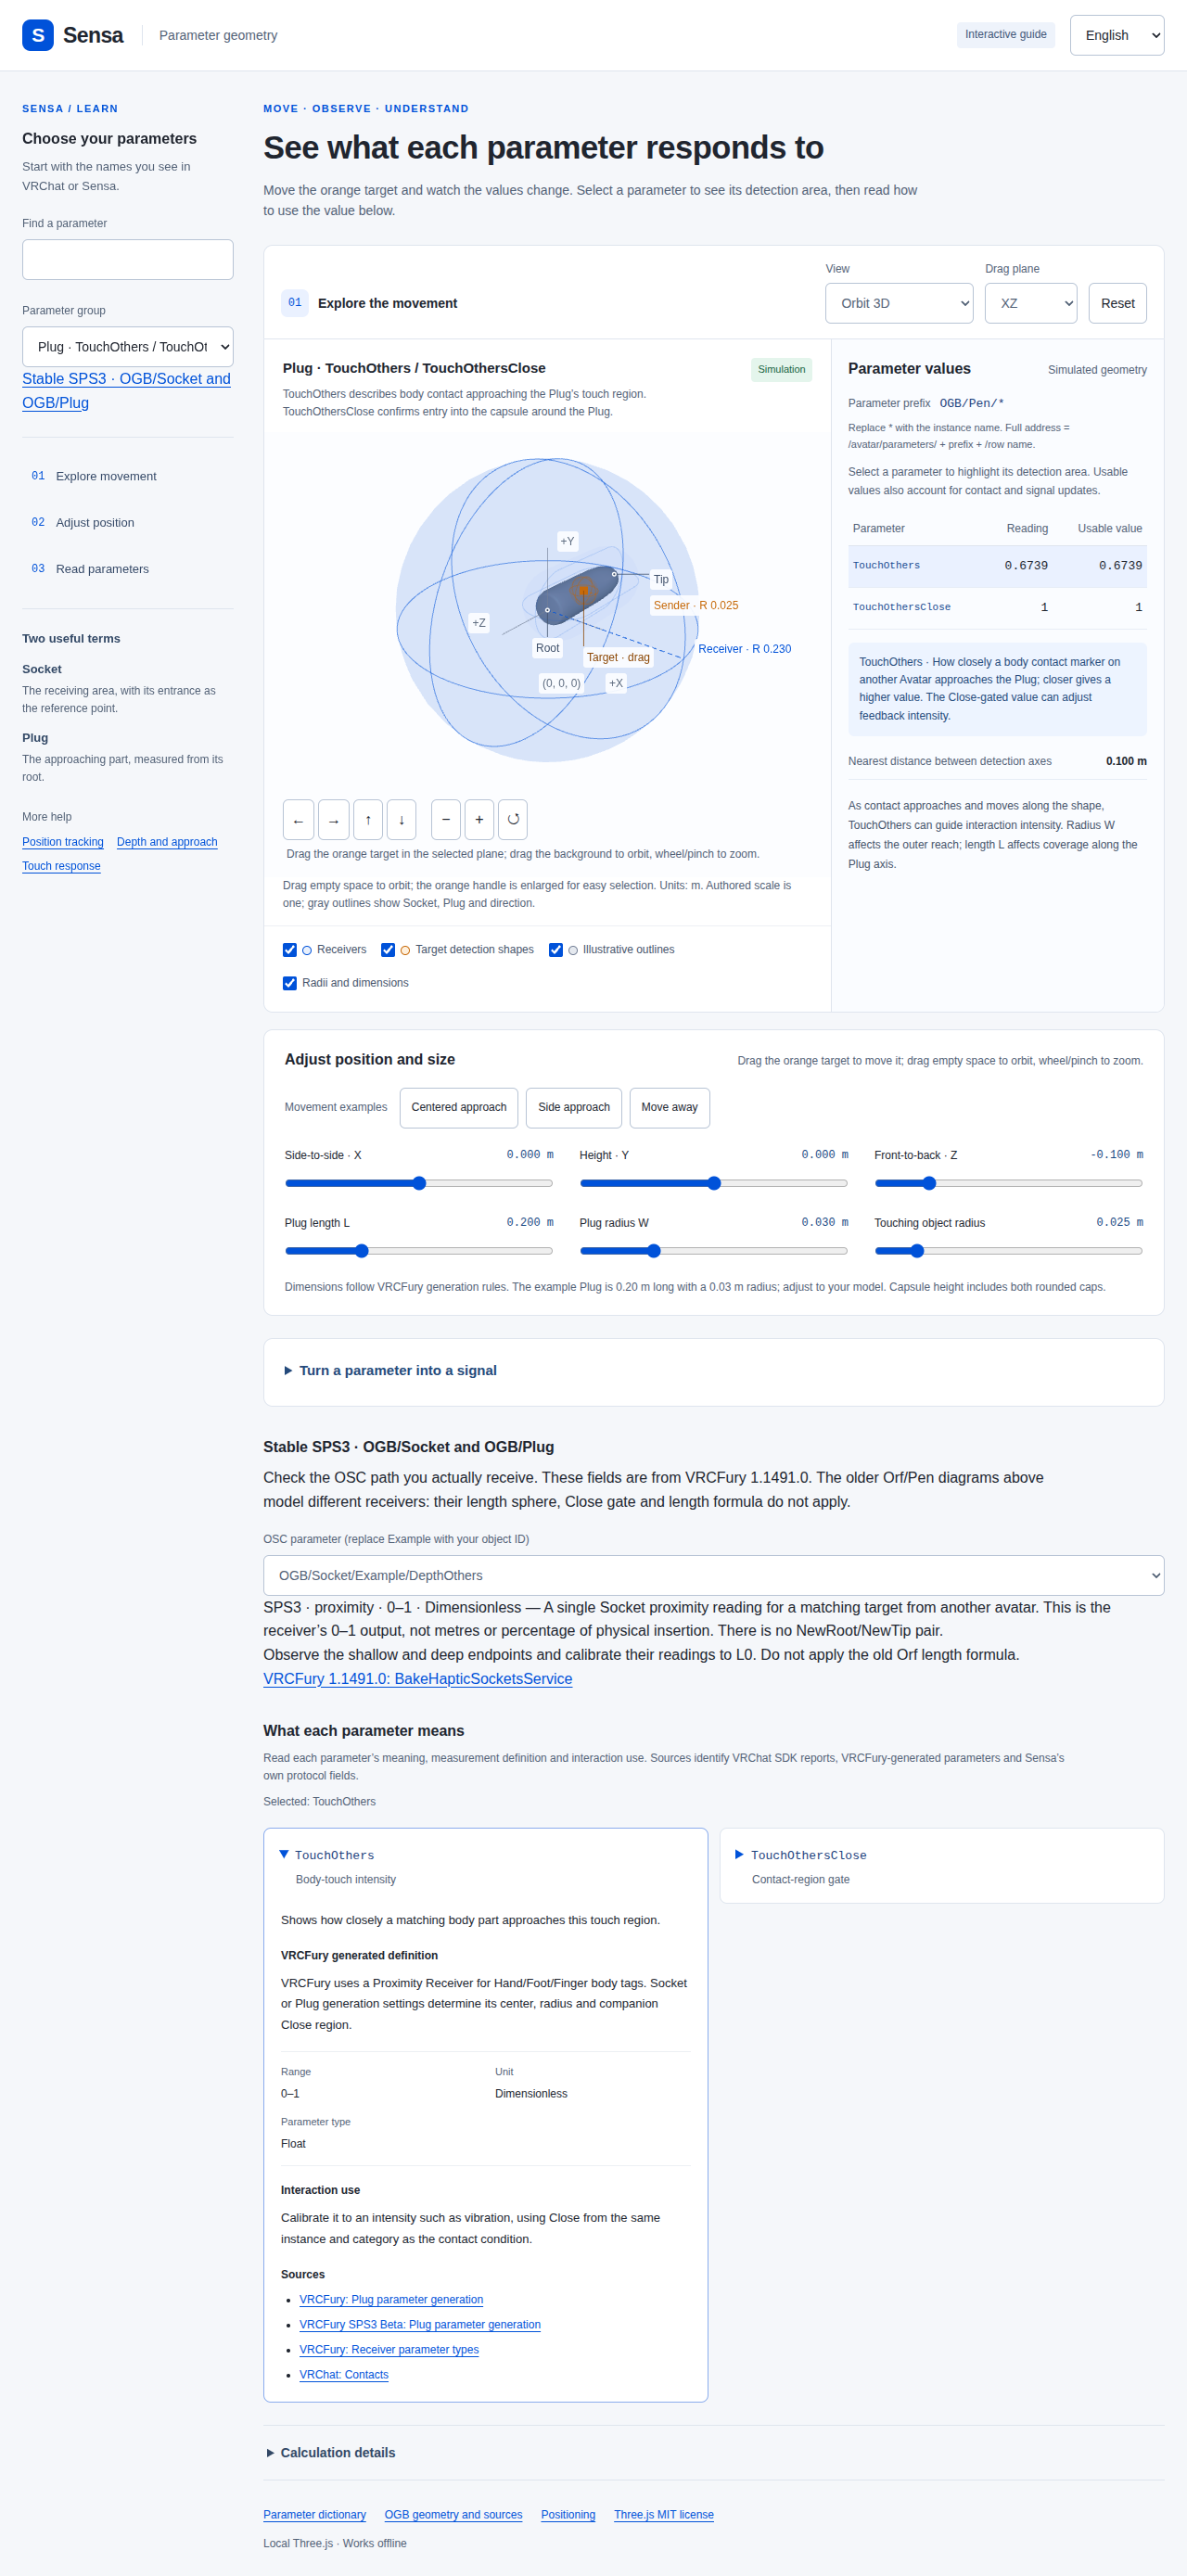 S Sensa
Parameter geometry
Interactive guide
English
SENSA / LEARN
Choose your parameters
Start with the names you see in
VRChat or Sensa.
Find a parameter
Parameter group
Plug · TouchOthers / TouchOt
Stable SPS3 · OGB/Socket and
OGB/Plug
01 Explore movement
02 Adjust position
03 Read parameters
Two useful terms
Socket
The receiving area, with its entrance as
the reference point.
Plug
The approaching part, measured from its
root.
More help
Position tracking Depth and approach
Touch response
MOVE · OBSERVE · UNDERSTAND
See what each parameter responds to
Move the orange target and watch the values change. Select a parameter to see its detection area, then read how
to use the value below.
01 Explore the movement
View
Orbit 3D
Drag plane
XZ
Reset
Plug · TouchOthers / TouchOthersClose
Simulation
TouchOthers describes body contact approaching the Plug's touch region.
TouchOthersClose confirms entry into the capsule around the Plug.
+Y
Tip
Sender · R 0.025
+Z
Root
Receiver · R 0.230
Target · drag
(0, 0, 0)
+X
← → ↑ ↓ − + ↺
Drag the orange target in the selected plane; drag the background to orbit, wheel/pinch to zoom.
Drag empty space to orbit; the orange handle is enlarged for easy selection. Units: m. Authored scale is
one; gray outlines show Socket, Plug and direction.
Receivers
Target detection shapes
Illustrative outlines
Radii and dimensions
Parameter values
Simulated geometry
Parameter prefix OGB/Pen/*
Replace * with the instance name. Full address =
/avatar/parameters/ + prefix + /row name.
Select a parameter to highlight its detection area. Usable
values also account for contact and signal updates.
Parameter Reading Usable value
TouchOthers 0.6739 0.6739
TouchOthersClose 1 1
TouchOthers · How closely a body contact marker on
another Avatar approaches the Plug; closer gives a
higher value. The Close-gated value can adjust
feedback intensity.
Nearest distance between detection axes 0.100 m
As contact approaches and moves along the shape,
TouchOthers can guide interaction intensity. Radius W
affects the outer reach; length L affects coverage along the
Plug axis.
Adjust position and size
Drag the orange target to move it; drag empty space to orbit, wheel/pinch to zoom.
Movement examples
Centered approach
Side approach
Move away
Side-to-side · X 0.000 m
Height · Y 0.000 m
Front-to-back · Z -0.100 m
Plug length L 0.200 m
Plug radius W 0.030 m
Touching object radius 0.025 m
Dimensions follow VRCFury generation rules. The example Plug is 0.20 m long with a 0.03 m radius; adjust to your model. Capsule height includes both rounded caps.
Turn a parameter into a signal
Stable SPS3 · OGB/Socket and OGB/Plug
Check the OSC path you actually receive. These fields are from VRCFury 1.1491.0. The older Orf/Pen diagrams above
model different receivers: their length sphere, Close gate and length formula do not apply.
OSC parameter (replace Example with your object ID)
OGB/Socket/Example/DepthOthers
SPS3 · proximity · 0–1 · Dimensionless — A single Socket proximity reading for a matching target from another avatar. This is the
receiver's 0–1 output, not metres or percentage of physical insertion. There is no NewRoot/NewTip pair.
Observe the shallow and deep endpoints and calibrate their readings to L0. Do not apply the old Orf length formula.
VRCFury 1.1491.0: BakeHapticSocketsService
What each parameter means
Read each parameter's meaning, measurement definition and interaction use. Sources identify VRChat SDK reports, VRCFury-generated parameters and Sensa's
own protocol fields.
Selected: TouchOthers
TouchOthers
Body-touch intensity
Shows how closely a matching body part approaches this touch region.
VRCFury generated definition
VRCFury uses a Proximity Receiver for Hand/Foot/Finger body tags. Socket
or Plug generation settings determine its center, radius and companion
Close region.
Range Unit
0–1 Dimensionless
Parameter type
Float
Interaction use
Calibrate it to an intensity such as vibration, using Close from the same
instance and category as the contact condition.
Sources
• VRCFury: Plug parameter generation
• VRCFury SPS3 Beta: Plug parameter generation
• VRCFury: Receiver parameter types
• VRChat: Contacts
TouchOthersClose
Contact-region gate
Calculation details
Parameter dictionary OGB geometry and sources Positioning Three.js MIT license
Local Three.js · Works offline